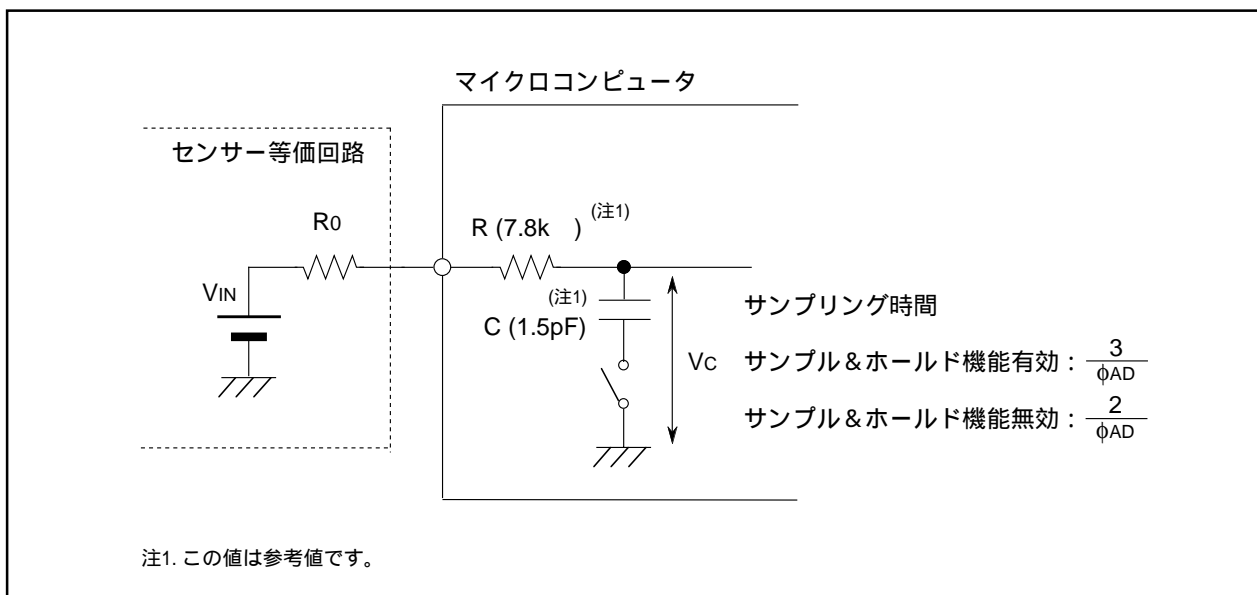 マイクロコンピュータ
センサー等価回路
R0
R (7.8k ) (注1)
VIN
(注1)
C (1.5pF)
VC
サンプリング時間
サンプル&ホールド機能有効: 3/ϕAD
サンプル&ホールド機能無効: 2/ϕAD
注1. この値は参考値です。